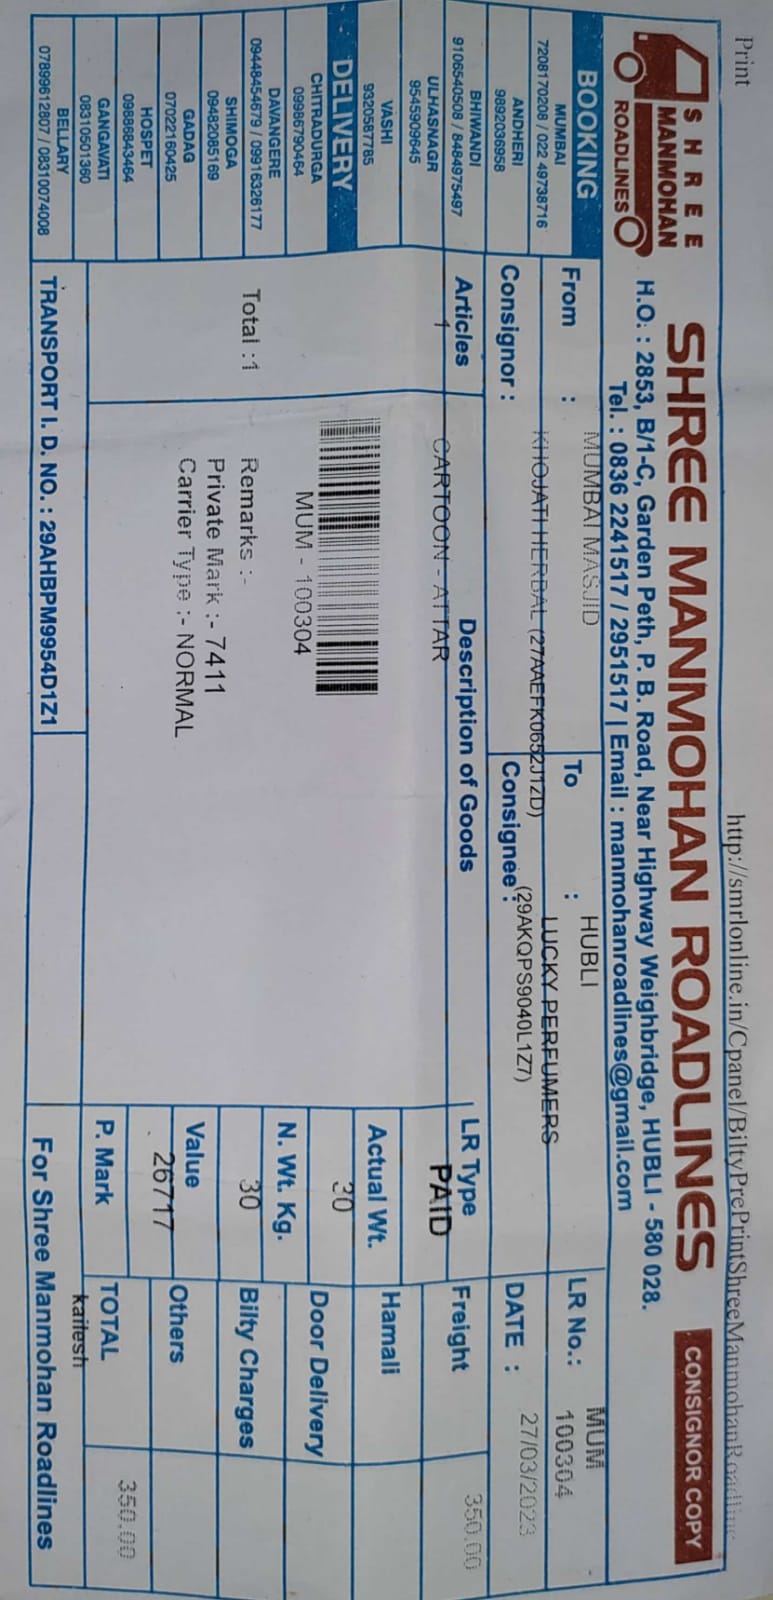 Print
http://smrlonline.in/Cpanel/BiltyPrePrintShreeManmohanRoadline
SHREE
MANMOHAN
ROADLINES
SHREE MANMOHAN ROADLINES
CONSIGNOR COPY
H.O. : 2853, B/1-C, Garden Peth, P. B. Road, Near Highway Weighbridge, HUBLI - 580 028.
Tel. : 0836 2241517 / 2951517 | Email : manmohanroadlines@gmail.com
BOOKING
MUMBAI
7208170208 / 022 49738716
ANDHERI
9892036958
BHIWANDI
9106540508 / 8484975497
ULHASNAGR
9545909645
VASHI
9320587785
DELIVERY
CHITRADURGA
09986790464
DAVANGERE
09448454679 / 09916326177
SHIMOGA
09482085169
GADAG
07022160425
HOSPET
09886843464
GANGAVATI
08310501360
BELLARY
07899612807 / 08310074008
From : MUMBAI MASJID
To : HUBLI
LR No.: MUM
100304
Consignor :
KHOJATI HERBAL (27AAEFK0652J1ZD)
Consignee :
LUCKY PERFUMERS
(29AKQPS9040L1Z7)
DATE : 27/03/2023
Articles
1
Description of Goods
CARTOON - ATTAR
LR Type
PAID
Freight 350.00
Actual Wt.
30
Hamali
N. Wt. Kg.
30
Door Delivery
Bilty Charges
Value
26717
Others
P. Mark
TOTAL 350.00
kailesh
MUM - 100304
Total :1
Remarks :-
Private Mark :- 7411
Carrier Type :- NORMAL
TRANSPORT I. D. NO. : 29AHBPM9954D1Z1
For Shree Manmohan Roadlines